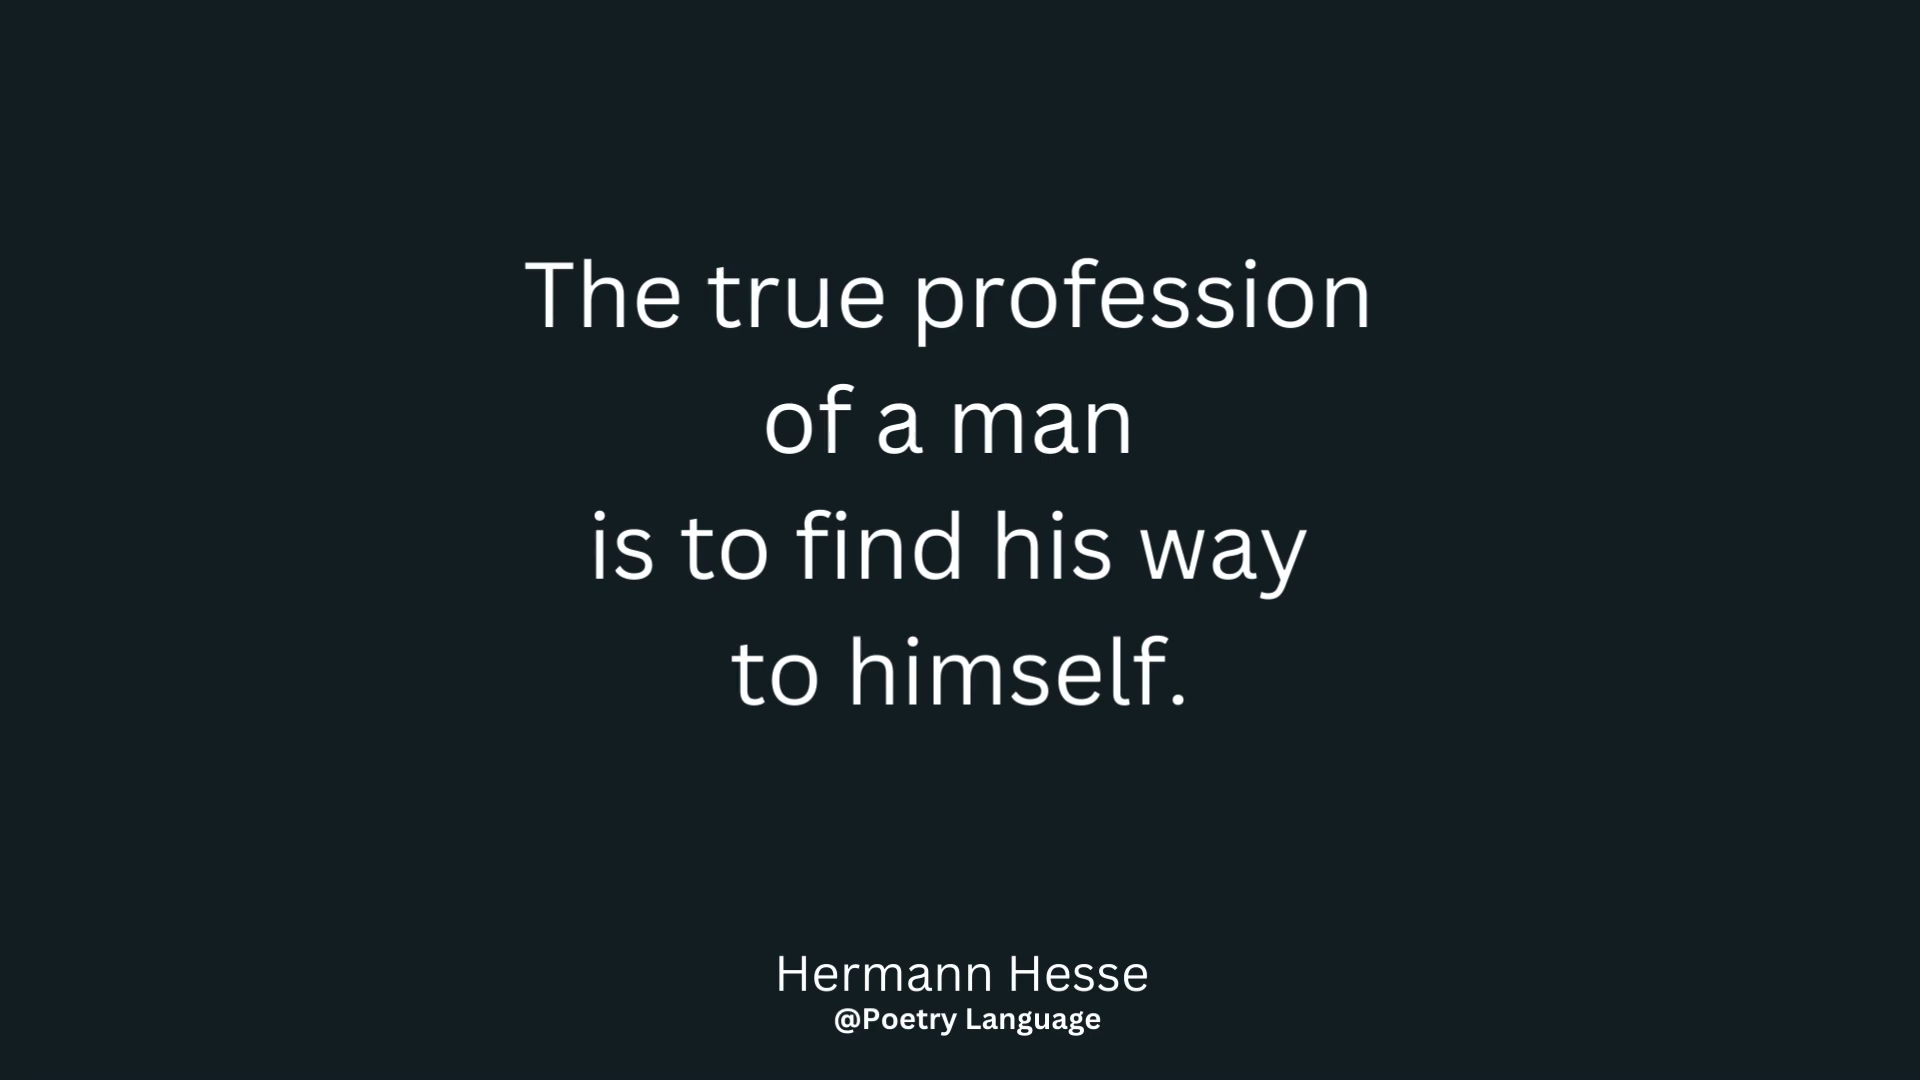 The true profession
of a man
is to find his way
to himself.
Hermann Hesse
@Poetry Language